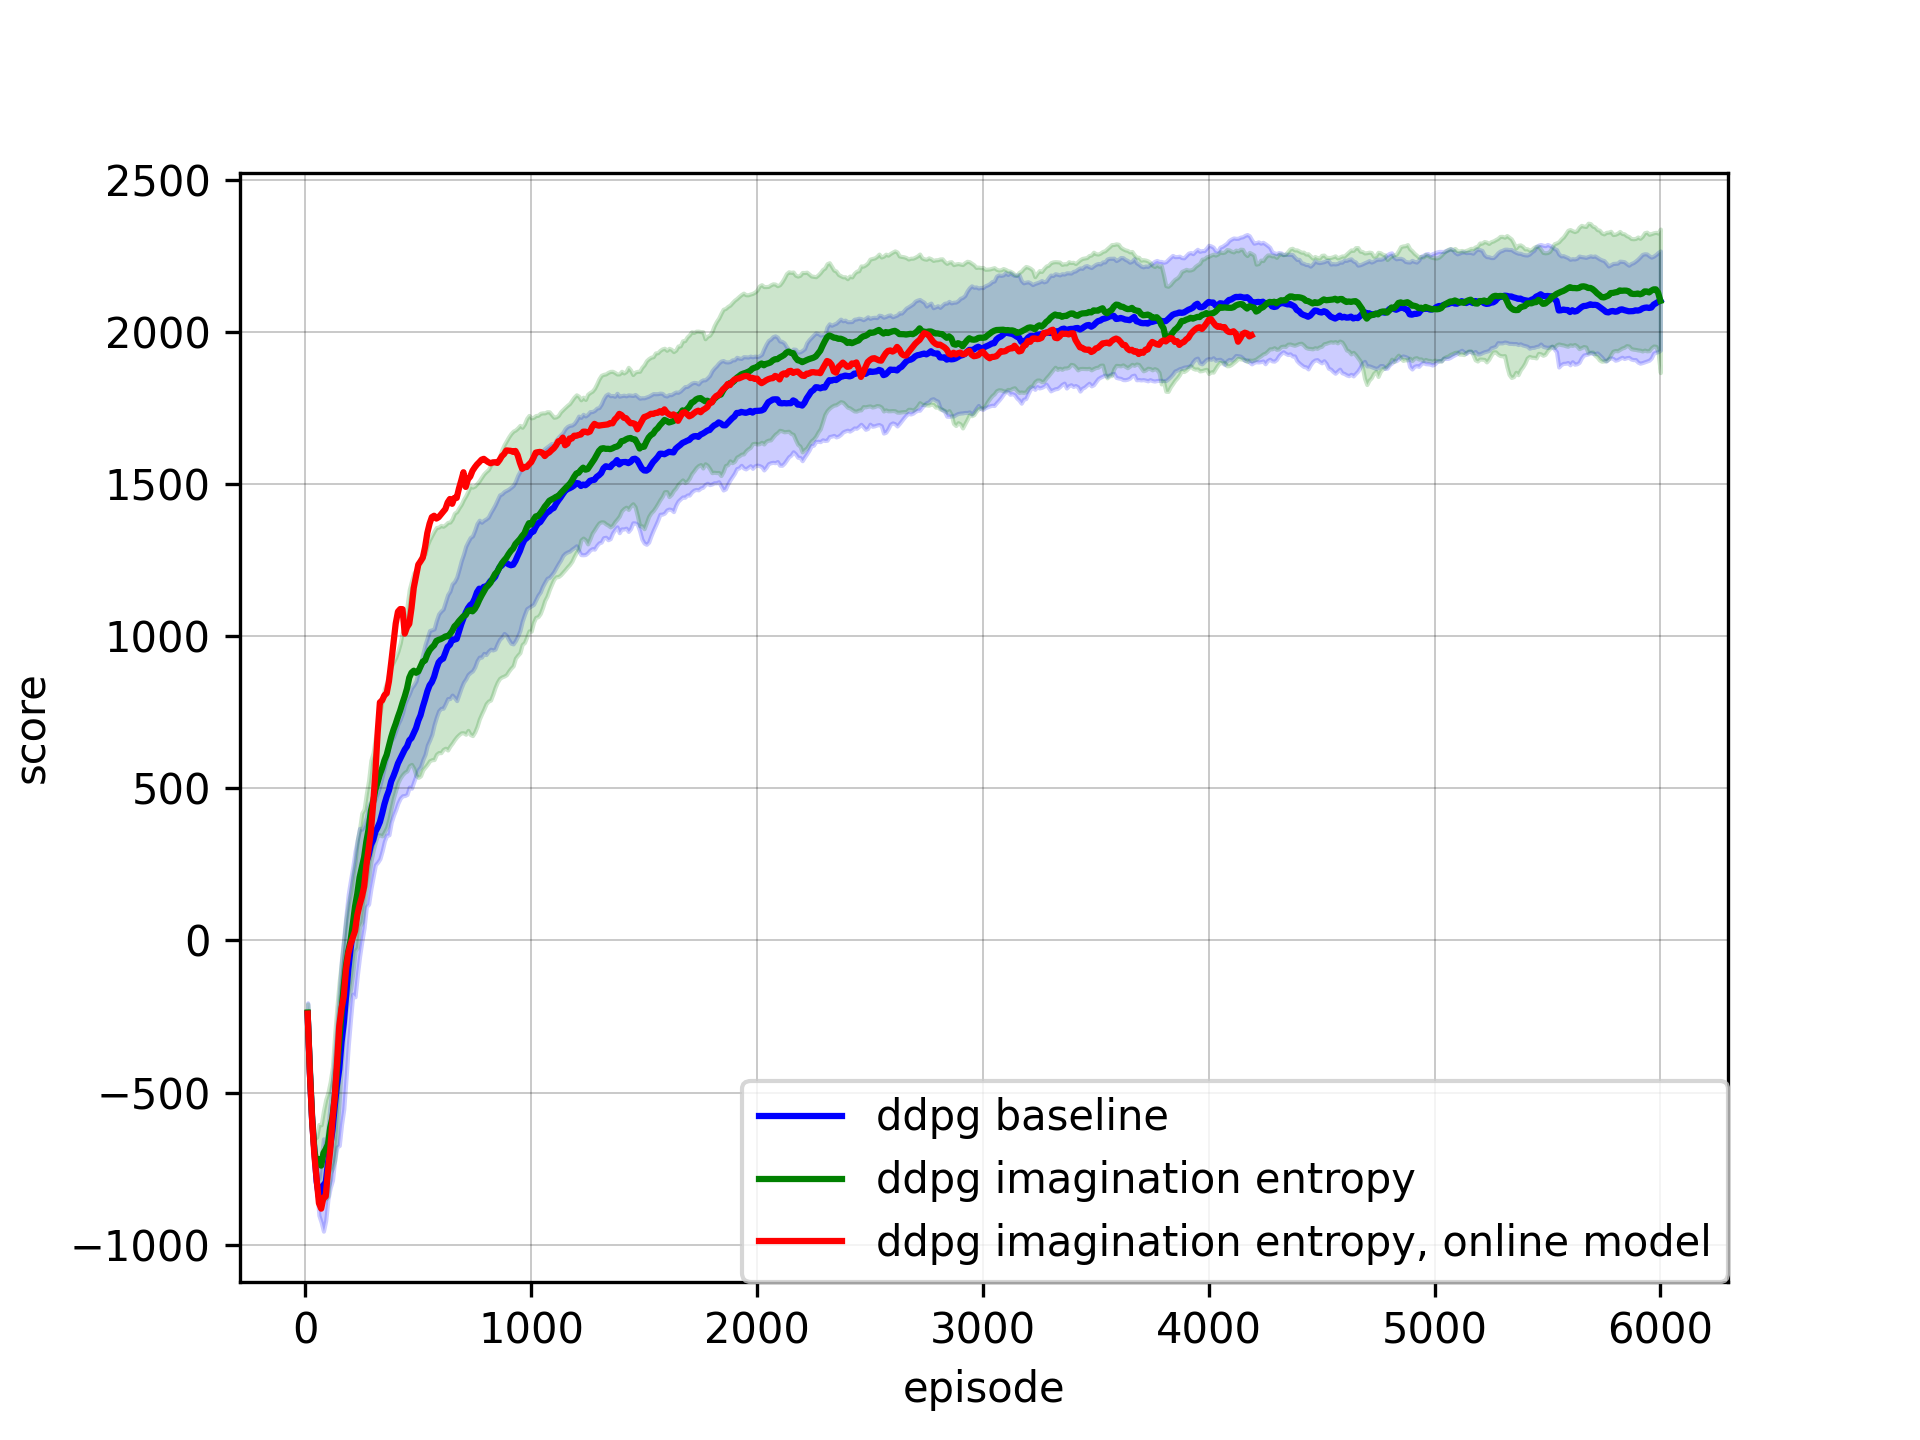 2500
2000
1500
1000
500
0
−500
−1000
score
0 1000 2000 3000 4000 5000 6000
episode
ddpg baseline
ddpg imagination entropy
ddpg imagination entropy, online model